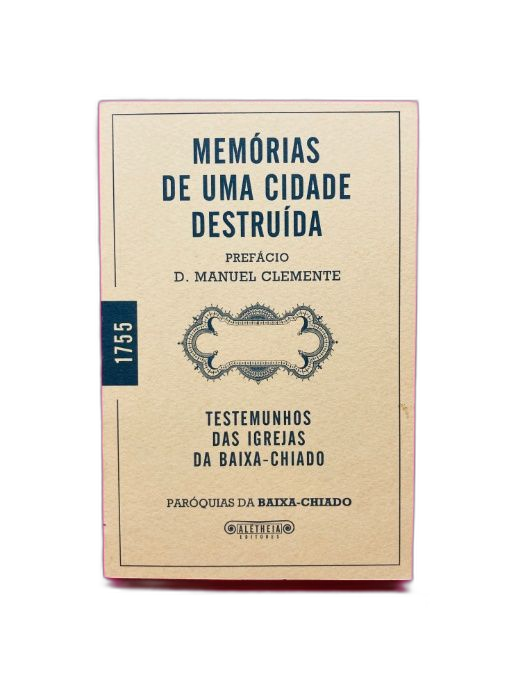 MEMÓRIAS
DE UMA CIDADE
DESTRUÍDA
PREFÁCIO
D. MANUEL CLEMENTE
1755
TESTEMUNHOS
DAS IGREJAS
DA BAIXA-CHIADO
PARÓQUIAS DA BAIXA-CHIADO
ALÊTHEIA
EDITORES